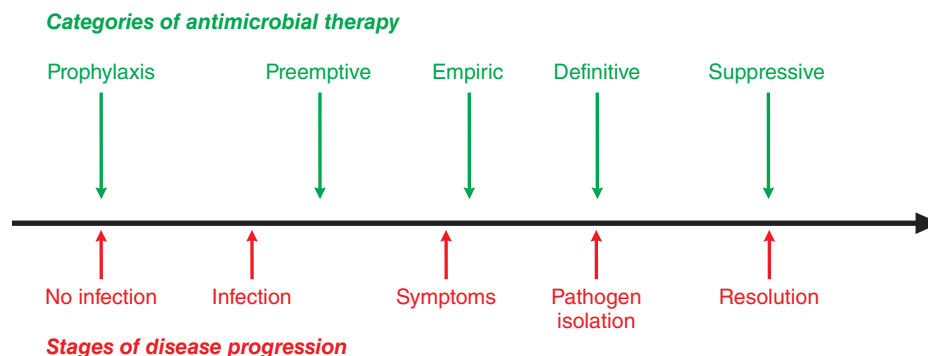 Categories of antimicrobial therapy
Prophylaxis Preemptive Empiric Definitive Suppressive
No infection Infection Symptoms Pathogen isolation Resolution
Stages of disease progression